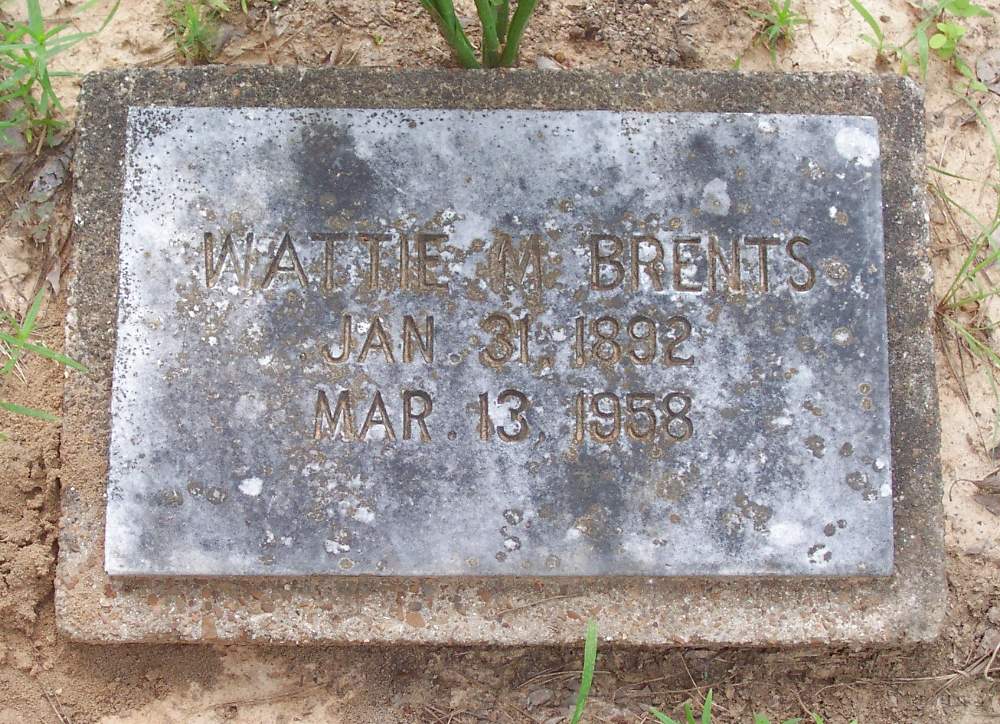 WATTIE M BRENTS
JAN. 31, 1892
MAR. 13, 1958